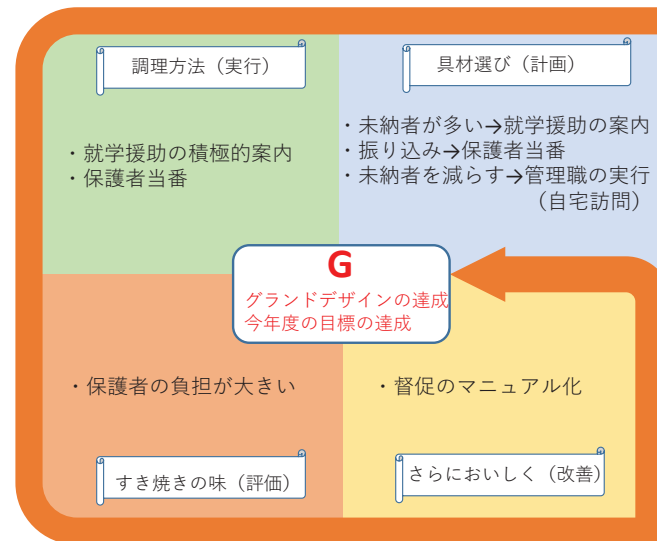 調理方法（実行）
・就学援助の積極的案内
・保護者当番
具材選び（計画）
・未納者が多い→就学援助の案内
・振り込み→保護者当番
・未納者を減らす→管理職の実行
（自宅訪問）
G
グランドデザインの達成
今年度の目標の達成
・保護者の負担が大きい
すき焼きの味（評価）
・督促のマニュアル化
さらにおいしく（改善）